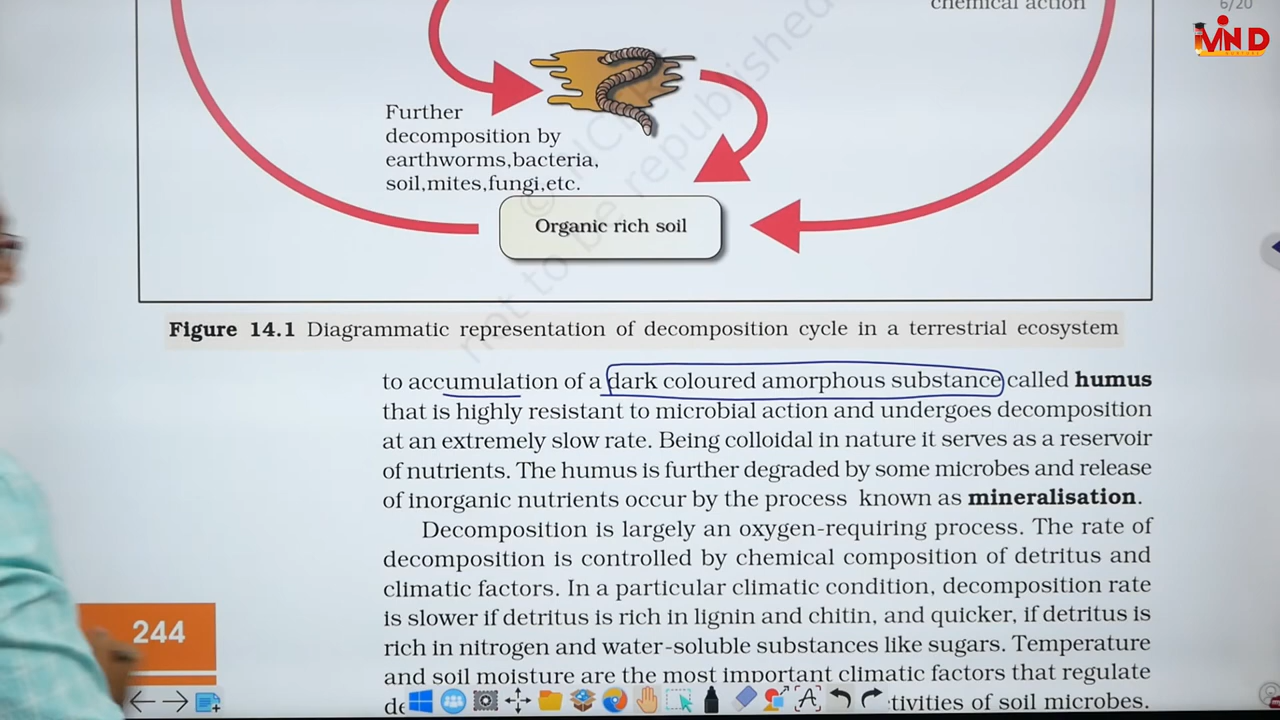 chemical action
6/20
MIND
Further
decomposition by
earthworms,bacteria,
soil,mites,fungi,etc.
Organic rich soil
not to be republished
Figure 14.1 Diagrammatic representation of decomposition cycle in a terrestrial ecosystem
to accumulation of a dark coloured amorphous substance called humus
that is highly resistant to microbial action and undergoes decomposition
at an extremely slow rate. Being colloidal in nature it serves as a reservoir
of nutrients. The humus is further degraded by some microbes and release
of inorganic nutrients occur by the process known as mineralisation.
Decomposition is largely an oxygen-requiring process. The rate of
decomposition is controlled by chemical composition of detritus and
climatic factors. In a particular climatic condition, decomposition rate
is slower if detritus is rich in lignin and chitin, and quicker, if detritus is
rich in nitrogen and water-soluble substances like sugars. Temperature
and soil moisture are the most important climatic factors that regulate
of soil microbes.
244